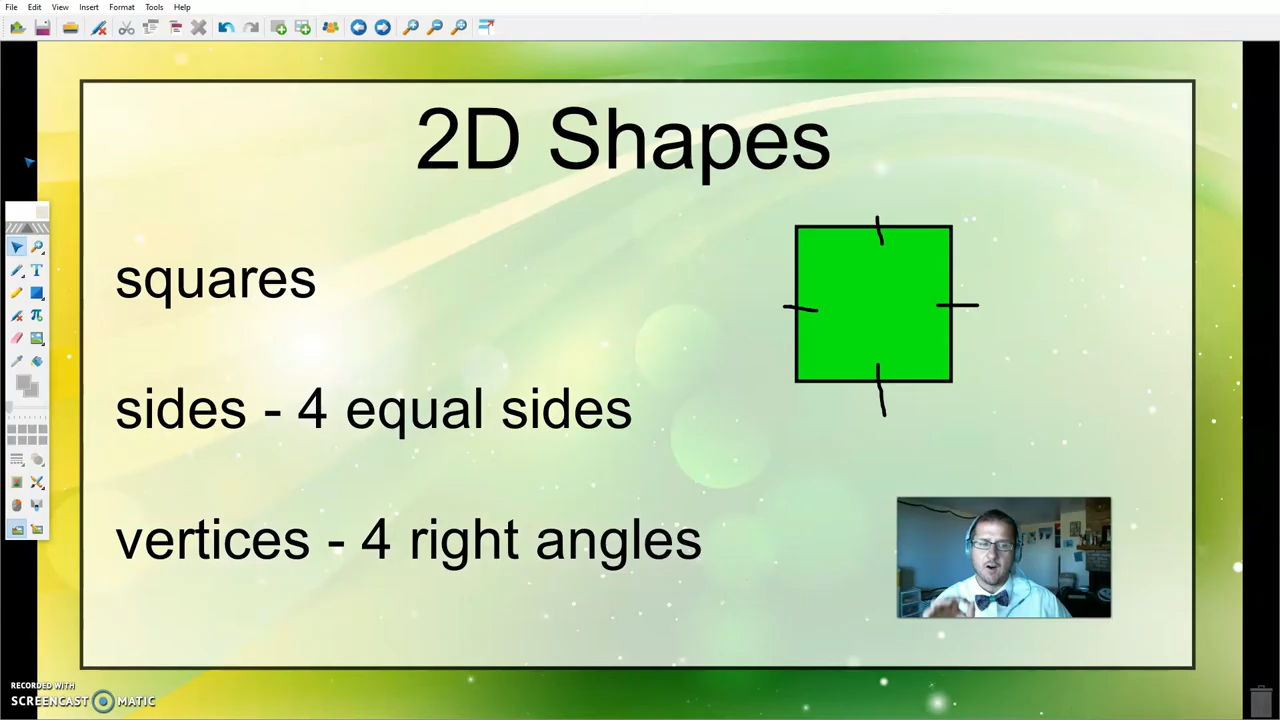 File Edit View Insert Format Tools Help
2D Shapes
squares
sides - 4 equal sides
vertices - 4 right angles
RECORDED WITH
SCREENCAST MATIC